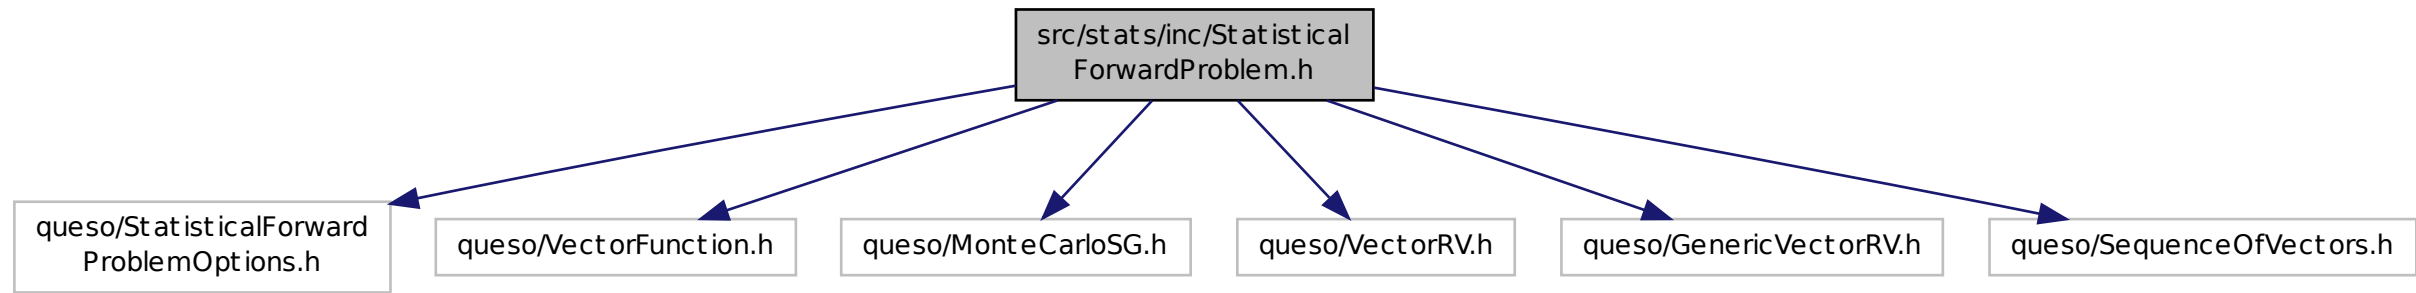 src/stats/inc/Statistical
ForwardProblem.h
queso/StatisticalForward
ProblemOptions.h
queso/VectorFunction.h
queso/MonteCarloSG.h
queso/VectorRV.h
queso/GenericVectorRV.h
queso/SequenceOfVectors.h